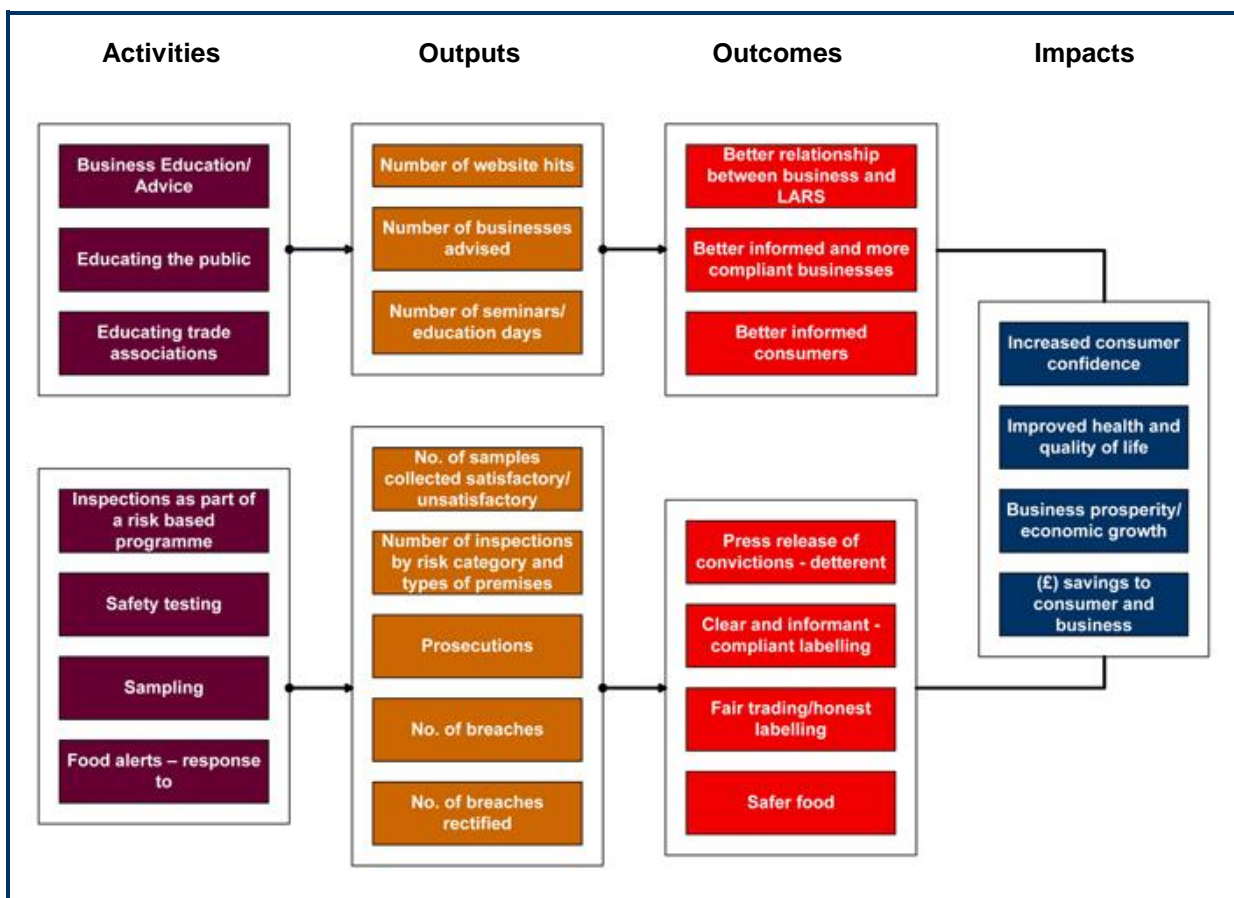 Activities
Outputs
Outcomes
Impacts
Business Education/
Advice
Educating the public
Educating trade
associations
Number of website hits
Number of businesses
advised
Number of seminars/
education days
Better relationship
between business and
LARS
Better informed and more
compliant businesses
Better informed
consumers
Inspections as part of
a risk based
programme
Safety testing
Sampling
Food alerts – response
to
No. of samples
collected satisfactory/
unsatisfactory
Number of inspections
by risk category and
types of premises
Prosecutions
No. of breaches
No. of breaches
rectified
Press release of
convictions - detterent
Clear and informant -
compliant labelling
Fair trading/honest
labelling
Safer food
Increased consumer
confidence
Improved health and
quality of life
Business prosperity/
economic growth
(£) savings to
consumer and
business